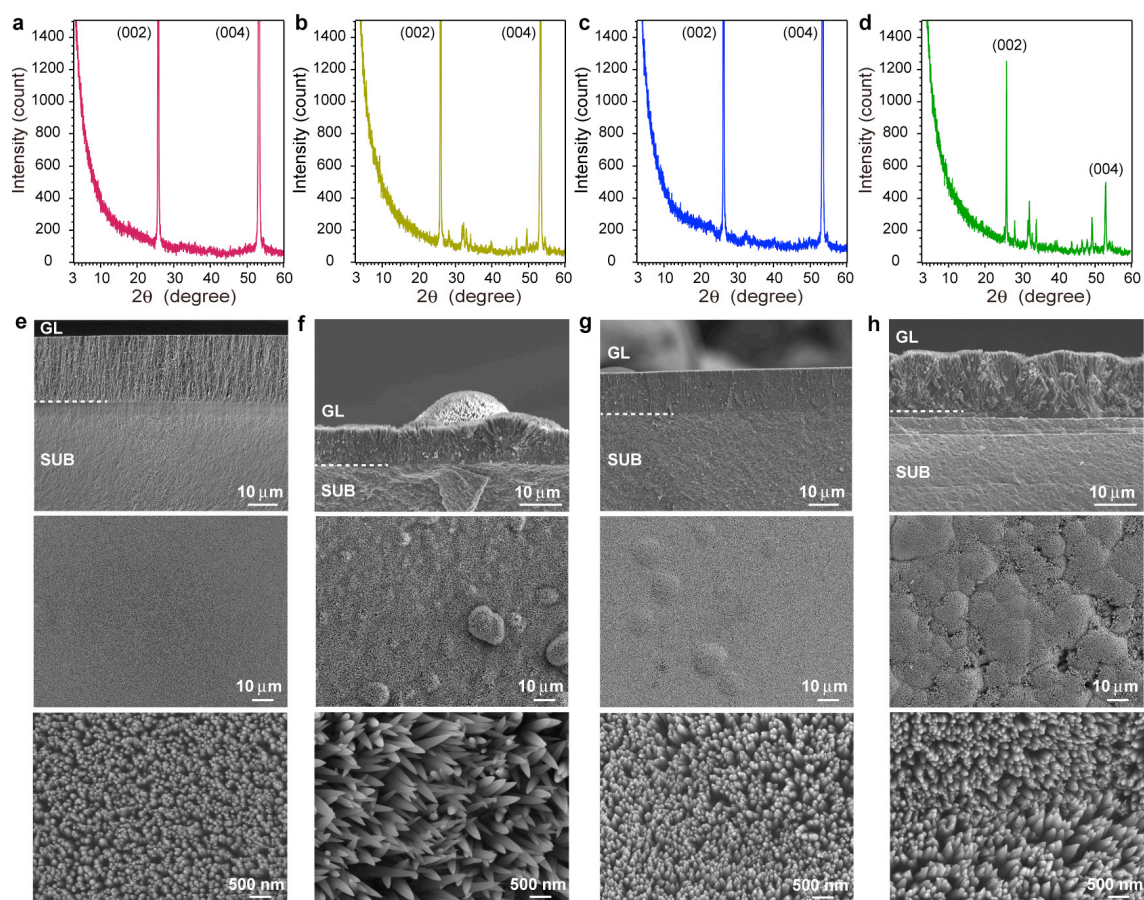 a
1400
1200
1000
800
600
400
200
0
Intensity (count)
(002)
(004)
3 10 20 30 40 50 60
2θ (degree)
b
1400
1200
1000
800
600
400
200
0
Intensity (count)
(002)
(004)
3 10 20 30 40 50 60
2θ (degree)
c
1400
1200
1000
800
600
400
200
0
Intensity (count)
(002)
(004)
3 10 20 30 40 50 60
2θ (degree)
d
1400
1200
1000
800
600
400
200
0
Intensity (count)
(002)
(004)
3 10 20 30 40 50 60
2θ (degree)
e
GL
SUB
10 μm
f
GL
SUB
10 μm
g
GL
SUB
10 μm
h
GL
SUB
10 μm
10 μm
10 μm
10 μm
10 μm
500 nm
500 nm
500 nm
500 nm